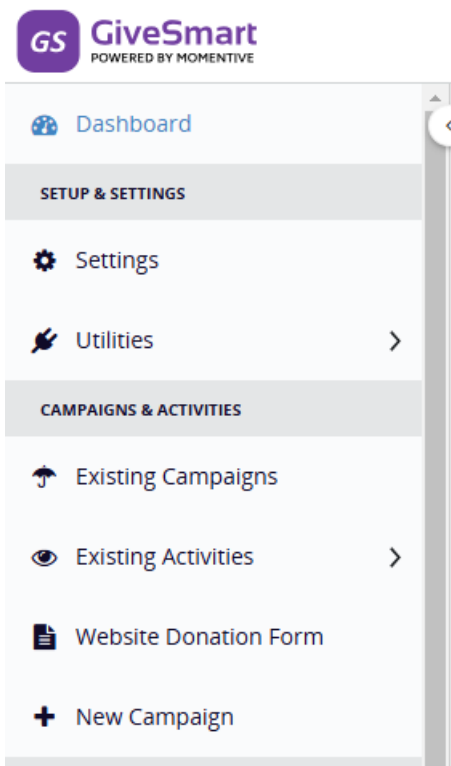 GS
GiveSmart
POWERED BY MOMENTIVE
Dashboard
SETUP & SETTINGS
Settings
Utilities
CAMPAIGNS & ACTIVITIES
Existing Campaigns
Existing Activities
Website Donation Form
New Campaign